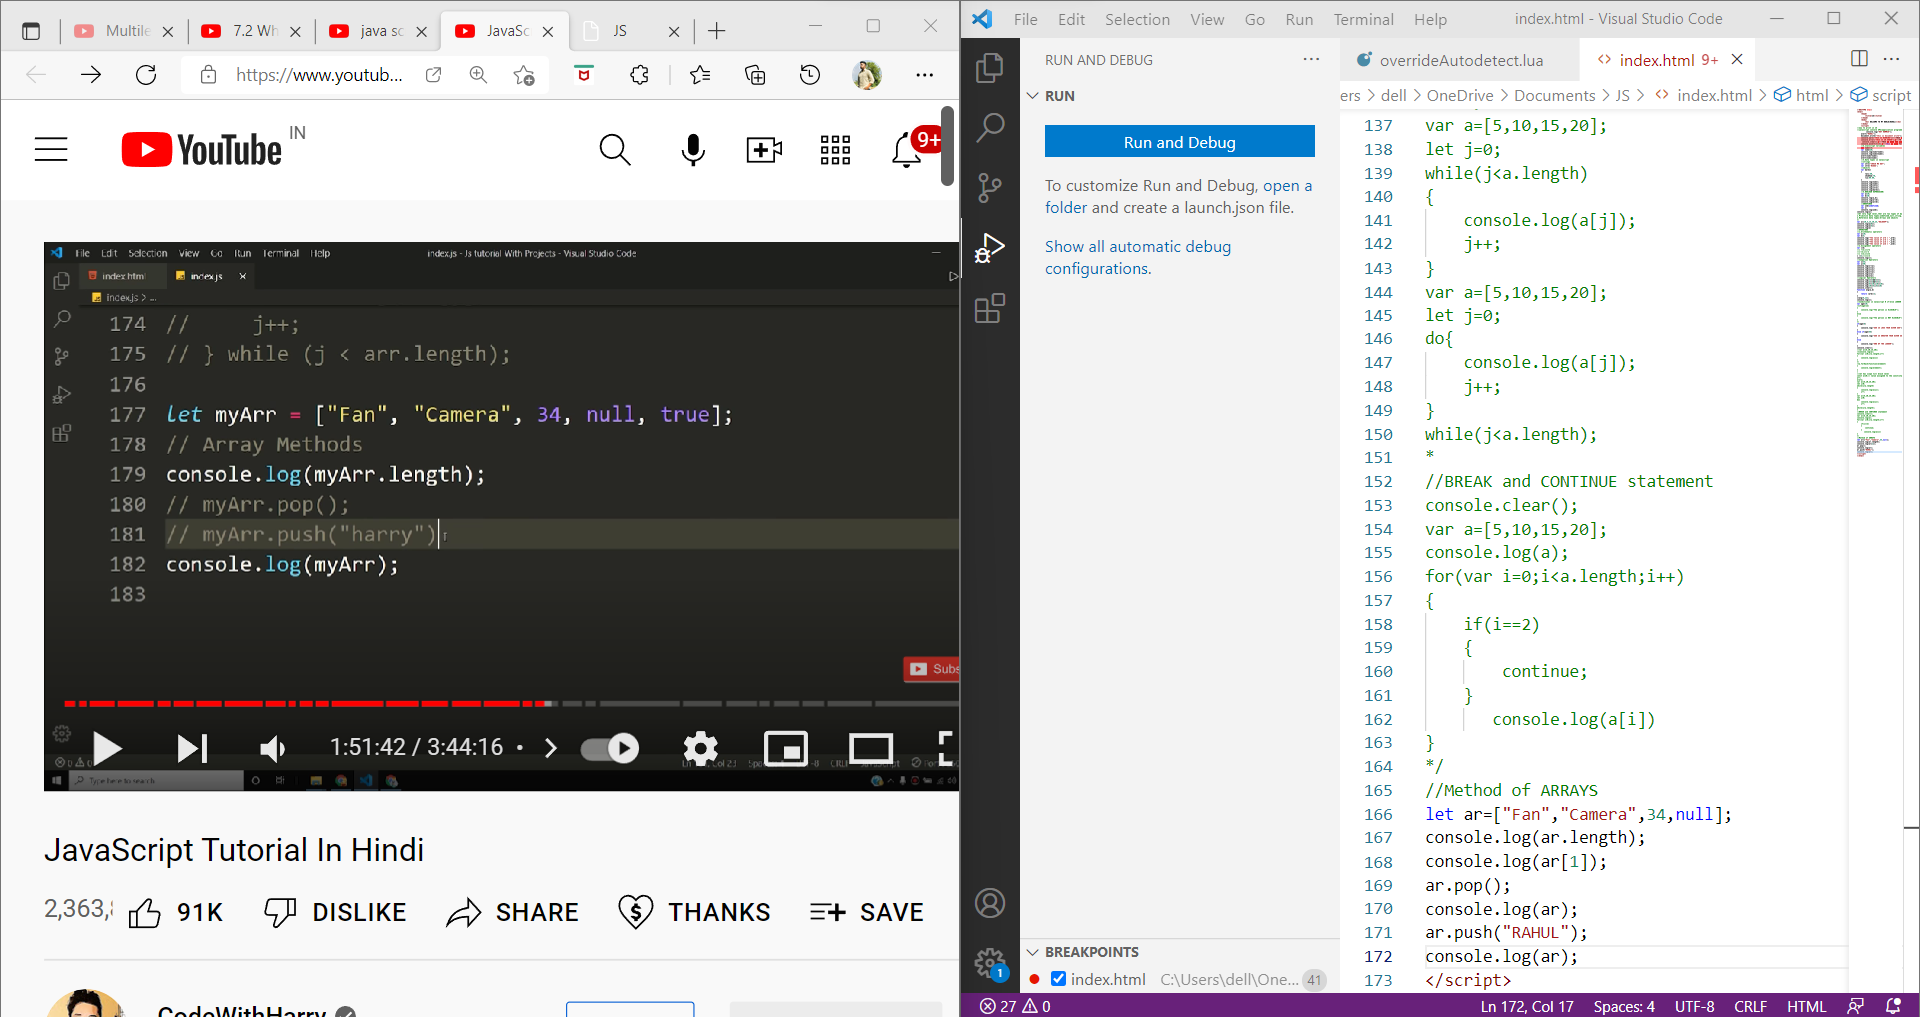 Multile
7.2 Wh
java sc
JavaSc
JS
https://www.youtub...
YouTube IN
9+
File Edit Selection View Go Run Terminal Help
index.js - Js tutorial With Projects - Visual Studio Code
index.html
index.js
index.js > ...
174 // j++;
175 // } while (j < arr.length);
176
177 let myArr = ["Fan", "Camera", 34, null, true];
178 // Array Methods
179 console.log(myArr.length);
180 // myArr.pop();
181 // myArr.push("harry")
182 console.log(myArr);
183
Subs
1:51:42 / 3:44:16 •
Type here to search
JavaScript Tutorial In Hindi
2,363,
91K
DISLIKE
SHARE
THANKS
SAVE
CodeWithHarry
File Edit Selection View Go Run Terminal Help
index.html - Visual Studio Code
RUN AND DEBUG
RUN
Run and Debug
To customize Run and Debug, open a
folder and create a launch.json file.
Show all automatic debug
configurations.
BREAKPOINTS
index.html C:\Users\dell\One... 41
1
overrideAutodetect.lua
index.html 9+
ers > dell > OneDrive > Documents > JS > index.html > html > script
137 var a=[5,10,15,20];
138 let j=0;
139 while(j<a.length)
140 {
141 console.log(a[j]);
142 j++;
143 }
144 var a=[5,10,15,20];
145 let j=0;
146 do{
147 console.log(a[j]);
148 j++;
149 }
150 while(j<a.length);
151 *
152 //BREAK and CONTINUE statement
153 console.clear();
154 var a=[5,10,15,20];
155 console.log(a);
156 for(var i=0;i<a.length;i++)
157 {
158 if(i==2)
159 {
160 continue;
161 }
162 console.log(a[i])
163 }
164 */
165 //Method of ARRAYS
166 let ar=["Fan","Camera",34,null];
167 console.log(ar.length);
168 console.log(ar[1]);
169 ar.pop();
170 console.log(ar);
171 ar.push("RAHUL");
172 console.log(ar);
173 </script>
27 0
Ln 172, Col 17 Spaces: 4 UTF-8 CRLF HTML